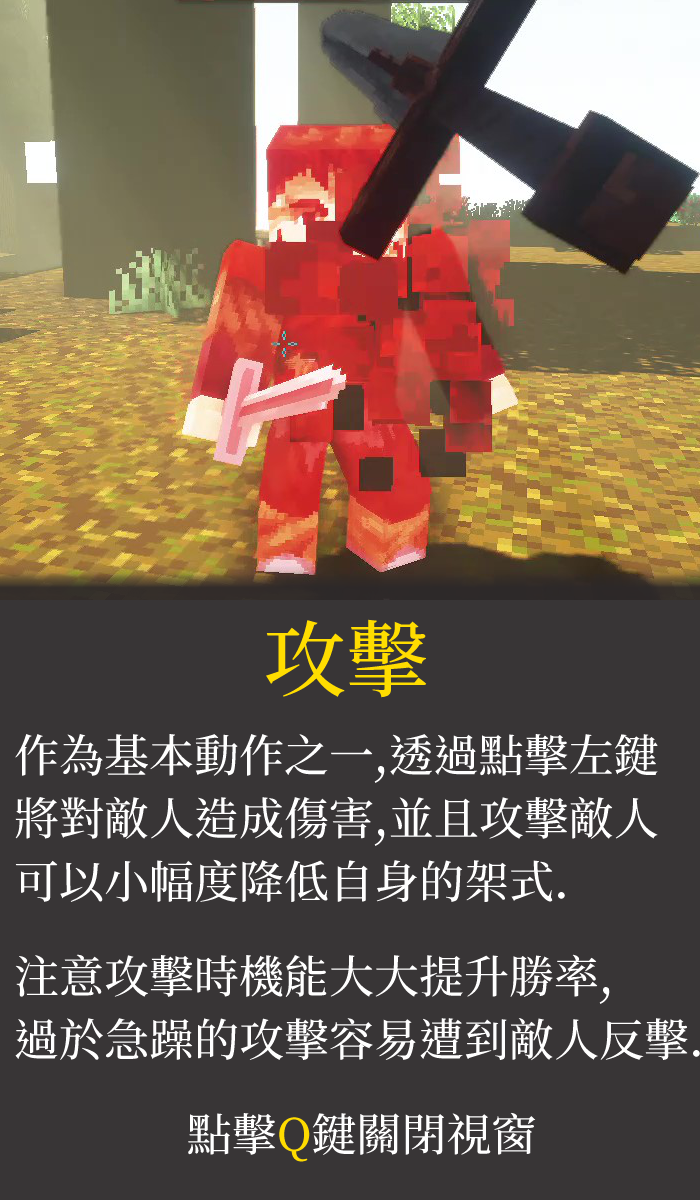 攻擊
作為基本動作之一,透過點擊左鍵
將對敵人造成傷害,並且攻擊敵人
可以小幅度降低自身的架式.
注意攻擊時機能大大提升勝率,
過於急躁的攻擊容易遭到敵人反擊.
點擊Q鍵關閉視窗